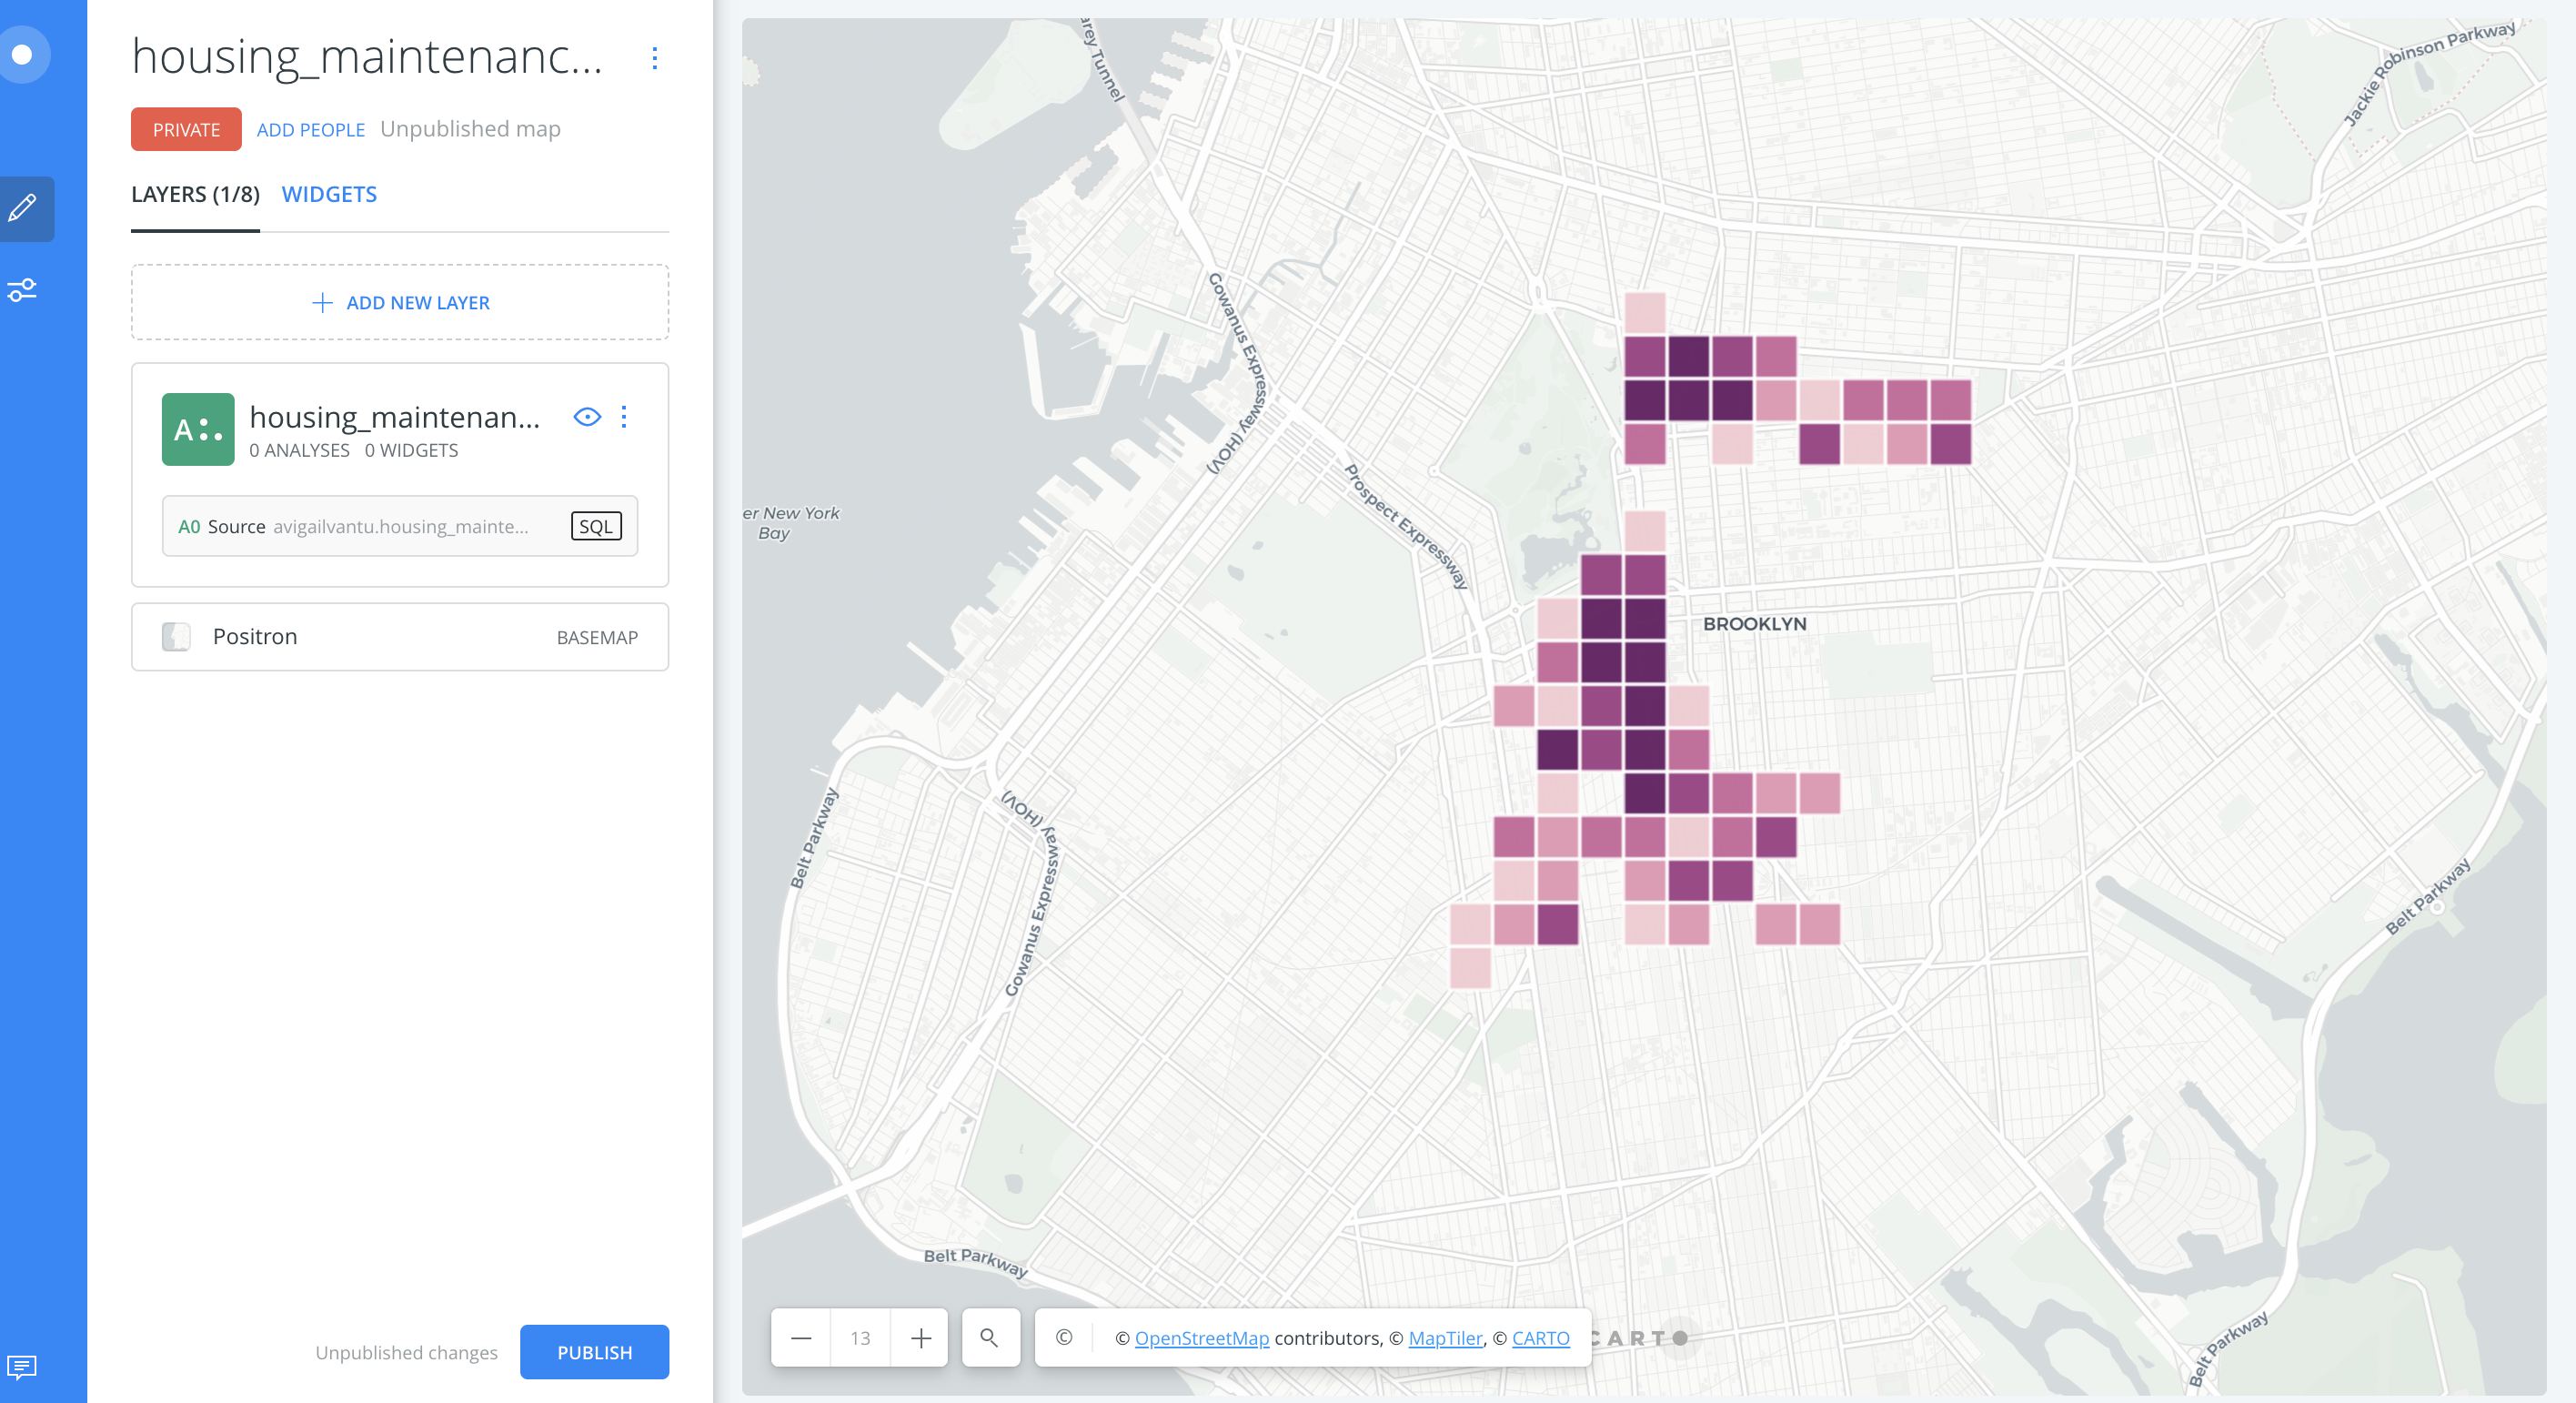 housing_maintenanc...
PRIVATE ADD PEOPLE Unpublished map
LAYERS (1/8) WIDGETS
ADD NEW LAYER
A
housing_maintenan...
0 ANALYSES 0 WIDGETS
A0 Source avigailvantu.housing_mainte... SQL
Positron BASEMAP
Unpublished changes PUBLISH
arey Tunnel
Jackie Robinson Parkway
Gowanus Expressway (HOV)
Prospect Expressway
er New York
Bay
BROOKLYN
Belt Parkway
Gowanus Expressway (HOV)
Belt Parkway
Belt Parkway
Belt Parkway
13
© © OpenStreetMap contributors, © MapTiler, © CARTO
CART